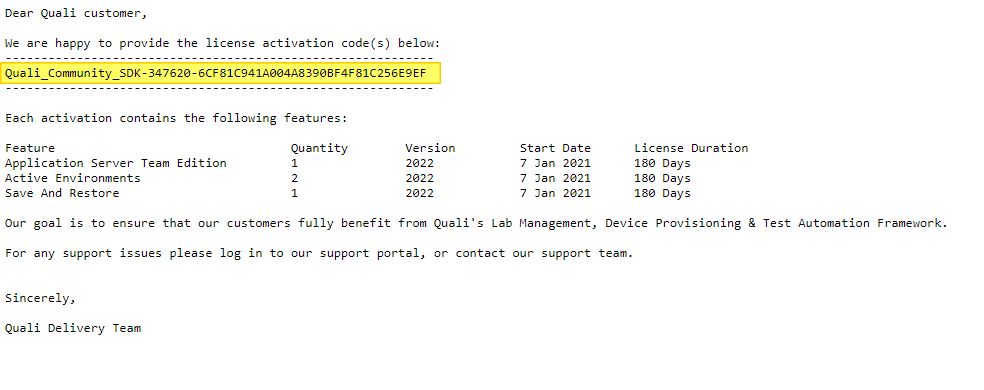 Dear Quali customer,
We are happy to provide the license activation code(s) below:
------------------------------------------------------------
Quali_Community_SDK-347620-6CF81C941A004A8390BF4F81C256E9EF
------------------------------------------------------------
Each activation contains the following features:
Feature Quantity Version Start Date License Duration
Application Server Team Edition 1 2022 7 Jan 2021 180 Days
Active Environments 2 2022 7 Jan 2021 180 Days
Save And Restore 1 2022 7 Jan 2021 180 Days
Our goal is to ensure that our customers fully benefit from Quali's Lab Management, Device Provisioning & Test Automation Framework.
For any support issues please log in to our support portal, or contact our support team.
Sincerely,
Quali Delivery Team